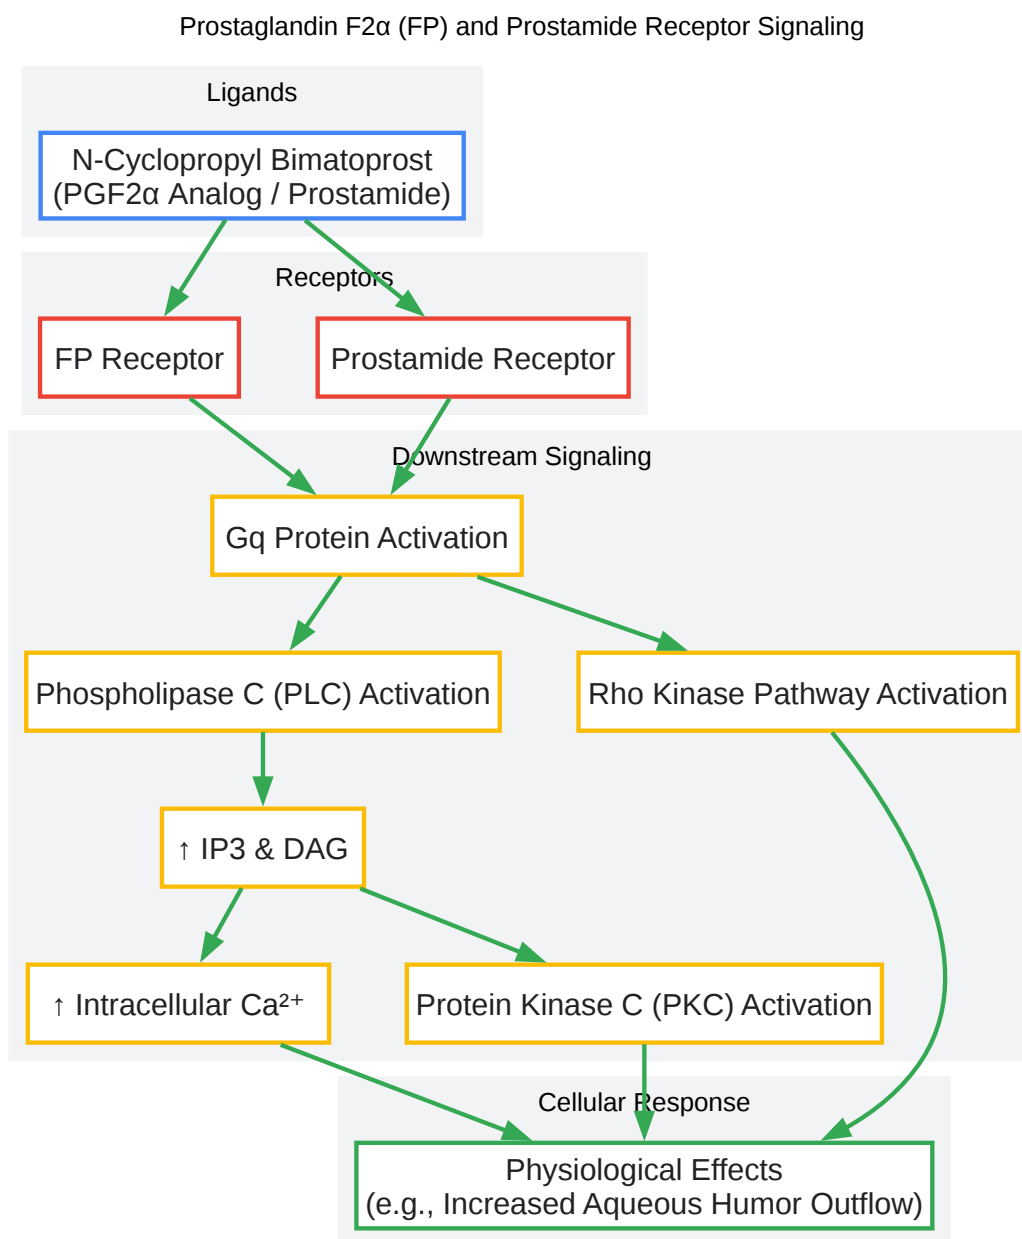 Prostaglandin F2α (FP) and Prostamide Receptor Signaling
Ligands
N-Cyclopropyl Bimatoprost
(PGF2α Analog / Prostamide)
Receptors
FP Receptor
Prostamide Receptor
Downstream Signaling
Gq Protein Activation
Phospholipase C (PLC) Activation
Rho Kinase Pathway Activation
↑ IP3 & DAG
↑ Intracellular Ca²⁺
Protein Kinase C (PKC) Activation
Cellular Response
Physiological Effects
(e.g., Increased Aqueous Humor Outflow)